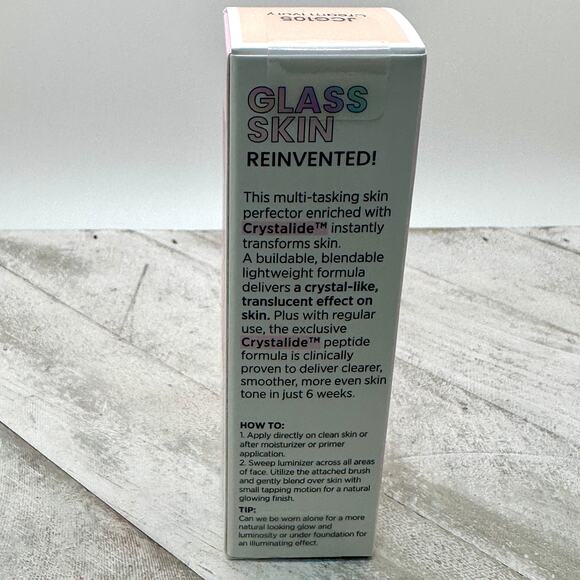 JCG105
Cream Ivory
GLASS
SKIN
REINVENTED!
This multi-tasking skin
perfector enriched with
Crystalide™ instantly
transforms skin.
A buildable, blendable
lightweight formula
delivers a crystal-like,
translucent effect on
skin. Plus with regular
use, the exclusive
Crystalide™ peptide
formula is clinically
proven to deliver clearer,
smoother, more even skin
tone in just 6 weeks.
HOW TO:
1. Apply directly on clean skin or
after moisturizer or primer
application.
2. Sweep luminizer across all areas
of face. Utilize the attached brush
and gently blend over skin with
small tapping motion for a natural
glowing finish.
TIP:
Can we be worn alone for a more
natural looking glow and
luminosity or under foundation for
an illuminating effect.